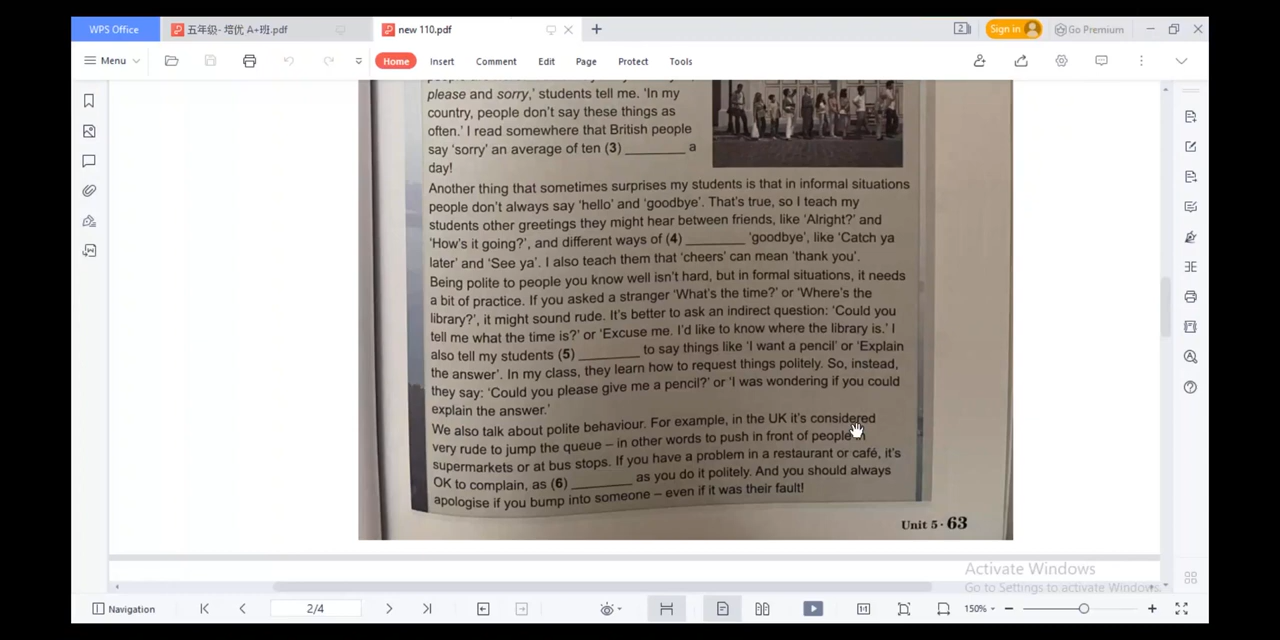 WPS Office
五年级- 培优 A+班.pdf
new 110.pdf
2
Sign in
Go Premium
Menu
Home
Insert
Comment
Edit
Page
Protect
Tools
please and sorry,' students tell me. 'In my
country, people don't say these things as
often.' I read somewhere that British people
say 'sorry' an average of ten (3) ________ a
day!
Another thing that sometimes surprises my students is that in informal situations
people don't always say 'hello' and 'goodbye'. That's true, so I teach my
students other greetings they might hear between friends, like 'Alright?' and
'How's it going?', and different ways of (4) ________ 'goodbye', like 'Catch ya
later' and 'See ya'. I also teach them that 'cheers' can mean 'thank you'.
Being polite to people you know well isn't hard, but in formal situations, it needs
a bit of practice. If you asked a stranger 'What's the time?' or 'Where's the
library?', it might sound rude. It's better to ask an indirect question: 'Could you
tell me what the time is?' or 'Excuse me. I'd like to know where the library is.' I
also tell my students (5) ________ to say things like 'I want a pencil' or 'Explain
the answer'. In my class, they learn how to request things politely. So, instead,
they say: 'Could you please give me a pencil?' or 'I was wondering if you could
explain the answer.'
We also talk about polite behaviour. For example, in the UK it's considered
very rude to jump the queue – in other words to push in front of people in
supermarkets or at bus stops. If you have a problem in a restaurant or café, it's
OK to complain, as (6) ________ as you do it politely. And you should always
apologise if you bump into someone – even if it was their fault!
Unit 5 · 63
Activate Windows
Go to Settings to activate Windows.
Navigation
2/4
1:1
150%